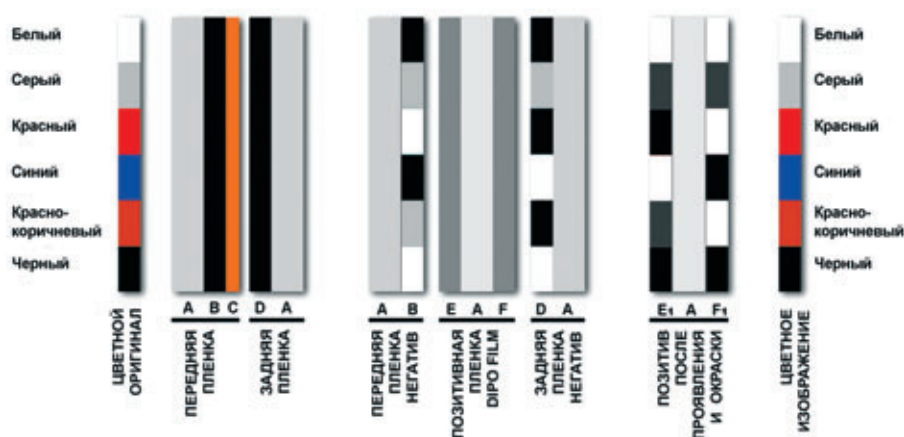 Белый
Серый
Красный
Синий
Красно-
коричневый
Черный
Белый
Серый
Красный
Синий
Красно-
коричневый
Черный
A B C D A A B E A F D A E1 A F1
ЦВЕТНОЙ
ОРИГИНАЛ
ПЕРЕДНЯЯ
ПЛЕНКА
ЗАДНЯЯ
ПЛЕНКА
ПЕРЕДНЯЯ
ПЛЕНКА
НЕГАТИВ
ПОЗИТИВНАЯ
ПЛЕНКА
DIPO FILM
ЗАДНЯЯ
ПЛЕНКА
НЕГАТИВ
ПОЗИТИВ
ПОСЛЕ
ПРОЯВЛЕНИЯ
И ОКРАСКИ
ЦВЕТНОЕ
ИЗОБРАЖЕНИЕ